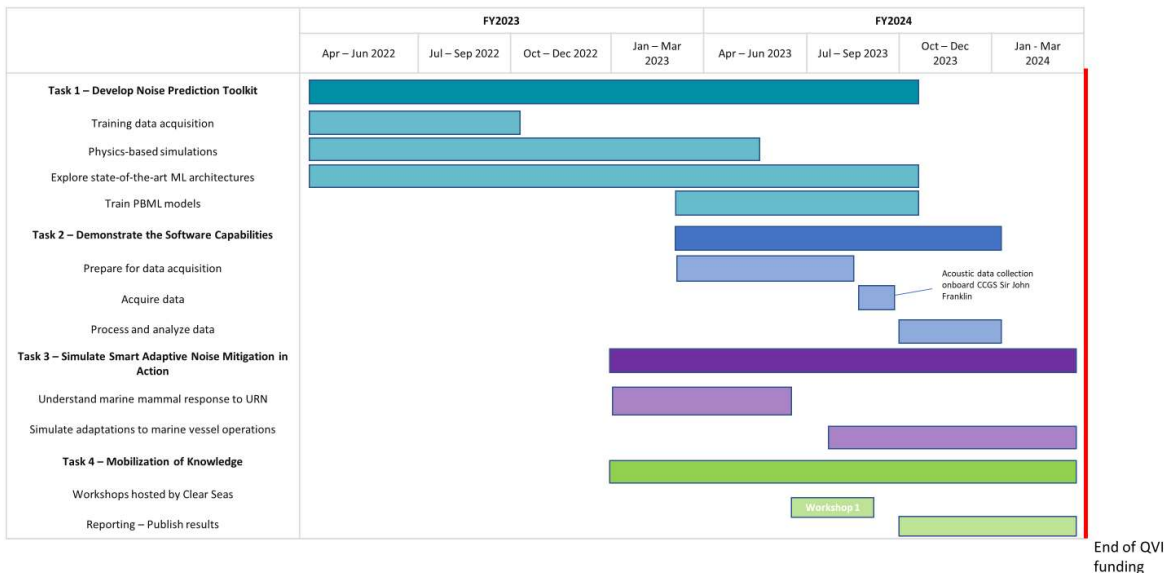 FY2023
FY2024
Apr – Jun 2022
Jul – Sep 2022
Oct – Dec 2022
Jan – Mar
2023
Apr – Jun 2023
Jul – Sep 2023
Oct – Dec
2023
Jan - Mar
2024
Task 1 – Develop Noise Prediction Toolkit
Training data acquisition
Physics-based simulations
Explore state-of-the-art ML architectures
Train PBML models
Task 2 – Demonstrate the Software Capabilities
Prepare for data acquisition
Acquire data
Acoustic data collection
onboard CCGS Sir John
Franklin
Process and analyze data
Task 3 – Simulate Smart Adaptive Noise Mitigation in
Action
Understand marine mammal response to URN
Simulate adaptations to marine vessel operations
Task 4 – Mobilization of Knowledge
Workshops hosted by Clear Seas
Workshop 1
Reporting – Publish results
End of QVI
funding